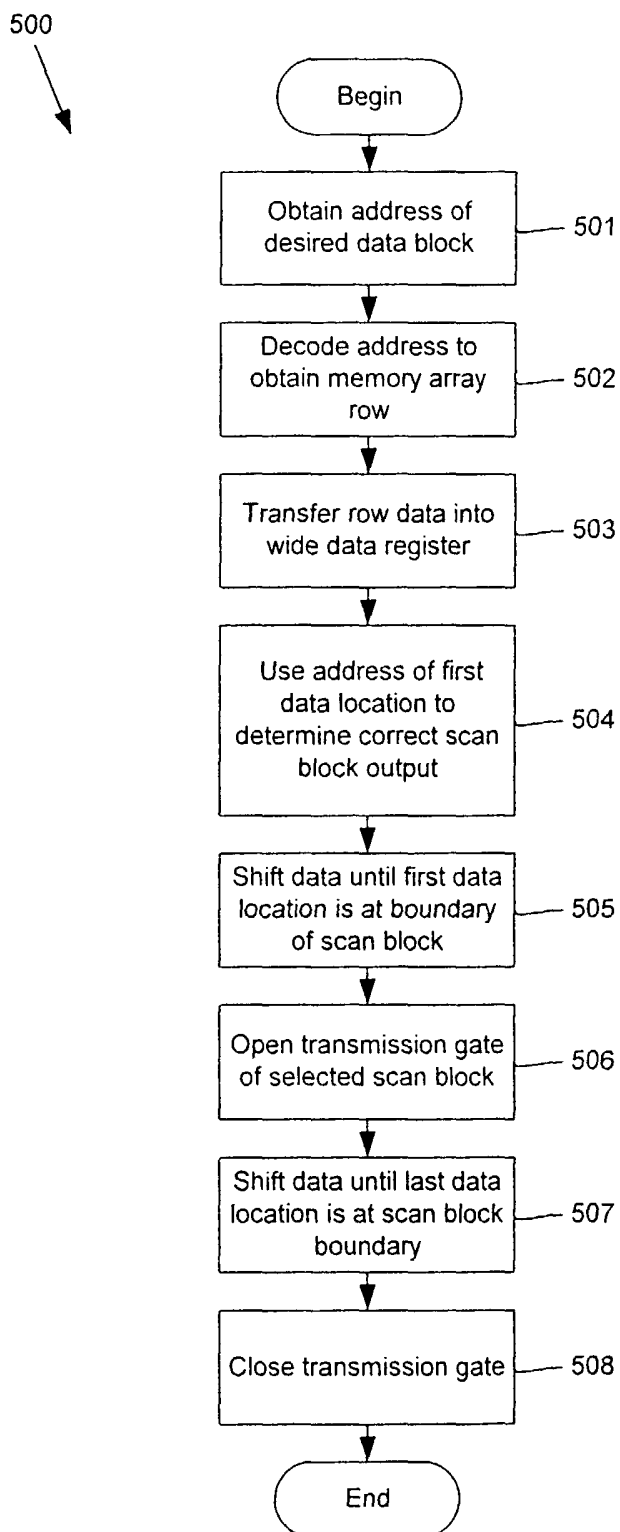 500
Begin
Obtain address of
desired data block
501
Decode address to
obtain memory array
row
502
Transfer row data into
wide data register
503
Use address of first
data location to
determine correct scan
block output
504
Shift data until first data
location is at boundary
of scan block
505
Open transmission gate
of selected scan block
506
Shift data until last data
location is at scan block
boundary
507
Close transmission gate
508
End